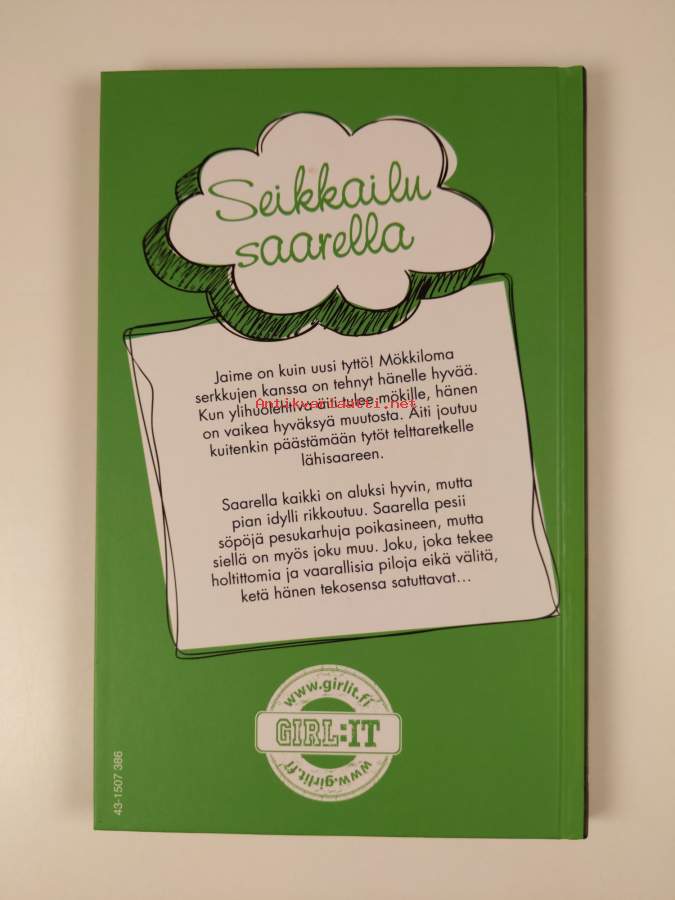 Seikkailu
saarella
Jaime on kuin uusi tyttö! Mökkiloma
serkkujen kanssa on tehnyt hänelle hyvää.
Kun ylihuolehtiva äiti tulee mökille, hänen
Antikvariaatti.net
on vaikea hyväksyä muutosta. Äiti joutuu
kuitenkin päästämään tytöt telttaretkelle
lähisaareen.
Saarella kaikki on aluksi hyvin, mutta
pian idylli rikkoutuu. Saarella pesii
söpöjä pesukarhuja poikasineen, mutta
siellä on myös joku muu. Joku, joka tekee
holtittomia ja vaarallisia piloja eikä välitä,
ketä hänen tekosensa satuttavat...
www.girlit.fi
GIRL:IT
www.girlit.fi
43-1507 386